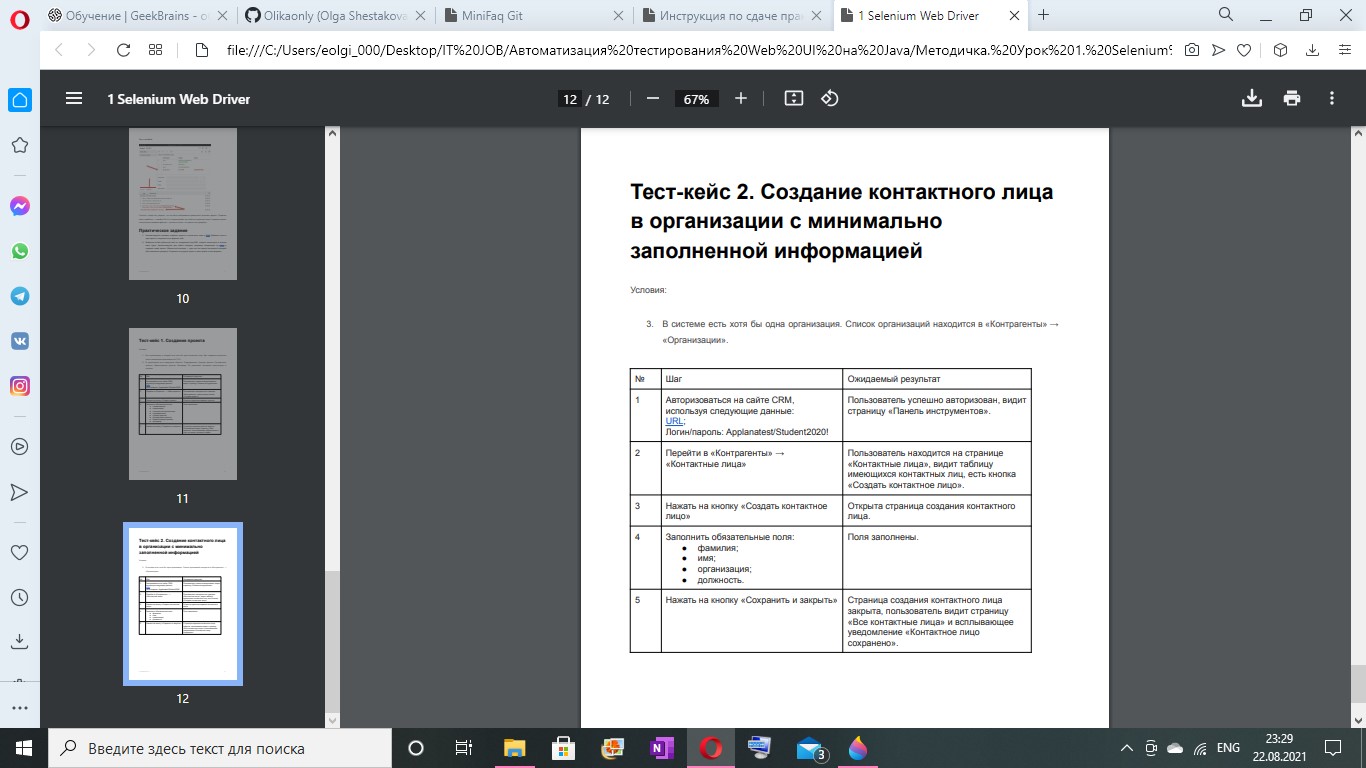 Обучение | GeekBrains - о
Olikaonly (Olga Shestakova
MiniFaq Git
Инструкция по сдаче пра
1 Selenium Web Driver
file:///C:/Users/eolgi_000/Desktop/IT%20JOB/Автоматизация%20тестирования%20Web%20UI%20на%20Java/Методичка.%20Урок%201.%20Selenium%
1 Selenium Web Driver
12 / 12
67%
Практическое задание
10
Тест-кейс 1. Создание проекта
11
Тест-кейс 2. Создание контактного лица
в организации с минимально
заполненной информацией
12
Тест-кейс 2. Создание контактного лица
в организации с минимально
заполненной информацией
Условия:
3. В системе есть хотя бы одна организация. Список организаций находится в «Контрагенты» →
«Организации».
№ Шаг Ожидаемый результат
1 Авторизоваться на сайте CRM,
используя следующие данные:
URL;
Логин/пароль: Applanatest/Student2020!
Пользователь успешно авторизован, видит
страницу «Панель инструментов».
2 Перейти в «Контрагенты» →
«Контактные лица»
Пользователь находится на странице
«Контактные лица», видит таблицу
имеющихся контактных лиц, есть кнопка
«Создать контактное лицо».
3 Нажать на кнопку «Создать контактное
лицо»
Открыта страница создания контактного
лица.
4 Заполнить обязательные поля:
● фамилия;
● имя;
● организация;
● должность.
Поля заполнены.
5 Нажать на кнопку «Сохранить и закрыть»
Страница создания контактного лица
закрыта, пользователь видит страницу
«Все контактные лица» и всплывающее
уведомление «Контактное лицо
сохранено».
Введите здесь текст для поиска
3
ENG
23:29
22.08.2021